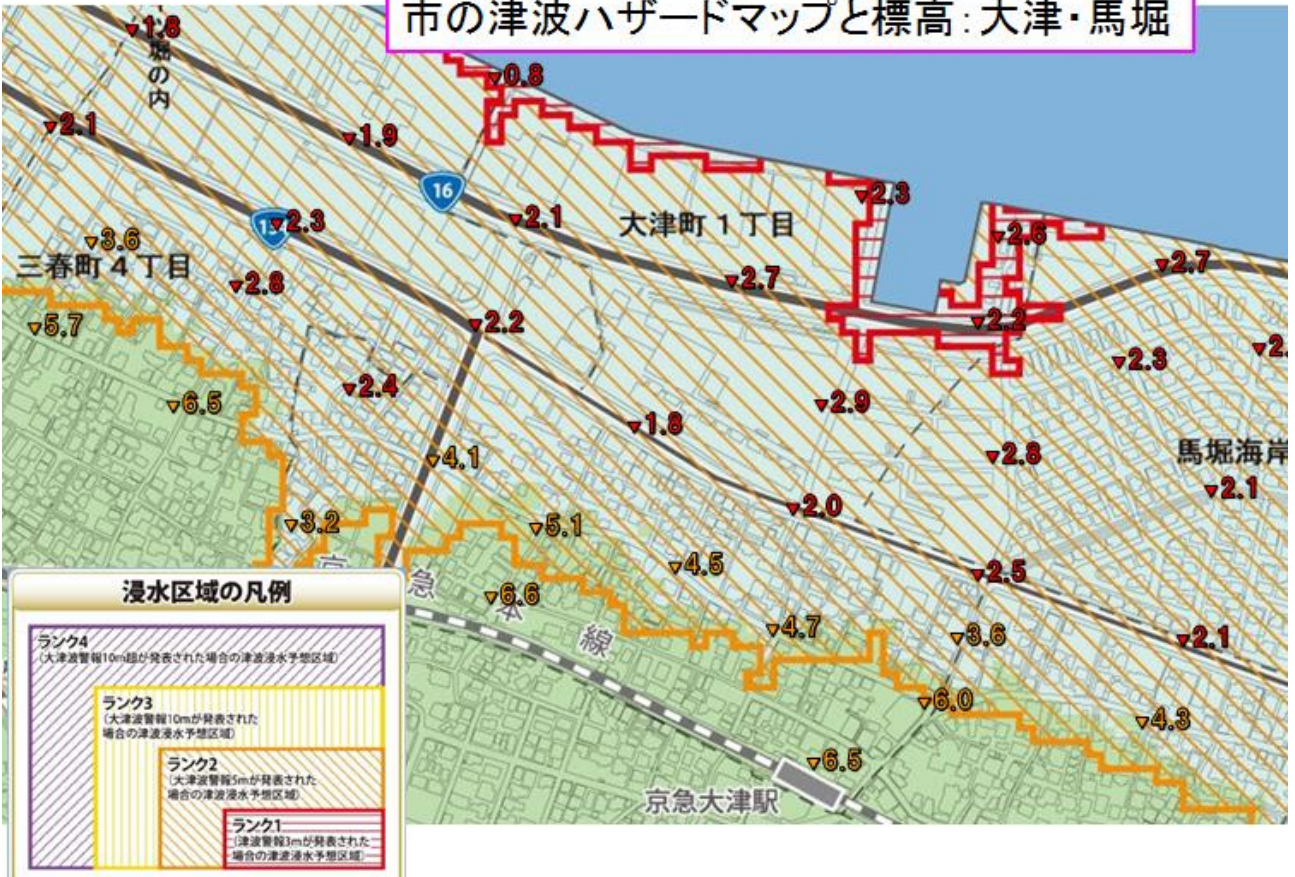 市の津波ハザードマップと標高:大津・馬堀
▼1.8
堀の内
▼0.8
▼2.1
▼1.9
16
▼2.3
▼2.3
▼2.1
大津町1丁目
▼3.6
▼2.6
三春町4丁目
▼2.8
▼2.7
▼2.7
▼5.7
▼2.2
▼2.2
▼2.3
▼2.
▼2.4
▼6.5
▼2.9
▼1.8
▼4.1
▼2.8
馬堀海岸
▼2.1
▼2.0
▼3.2
▼5.1
▼4.5
▼2.5
京急本線
▼6.6
▼4.7
▼3.6
▼2.1
▼6.0
▼4.3
▼6.5
京急大津駅
浸水区域の凡例
ランク4
(大津波警報10m超が発表された場合の津波浸水予想区域)
ランク3
(大津波警報10mが発表された
場合の津波浸水予想区域)
ランク2
(大津波警報5mが発表された
場合の津波浸水予想区域)
ランク1
(津波警報3mが発表された
場合の津波浸水予想区域)